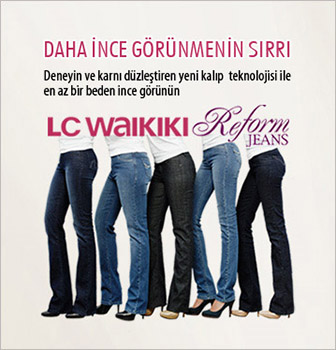 DAHA İNCE GÖRÜNMENİN SIRRI
Deneyin ve karnı düzleştiren yeni kalıp teknolojisi ile
en az bir beden ince görünün
LC WAIKIKI Reform
JEANS